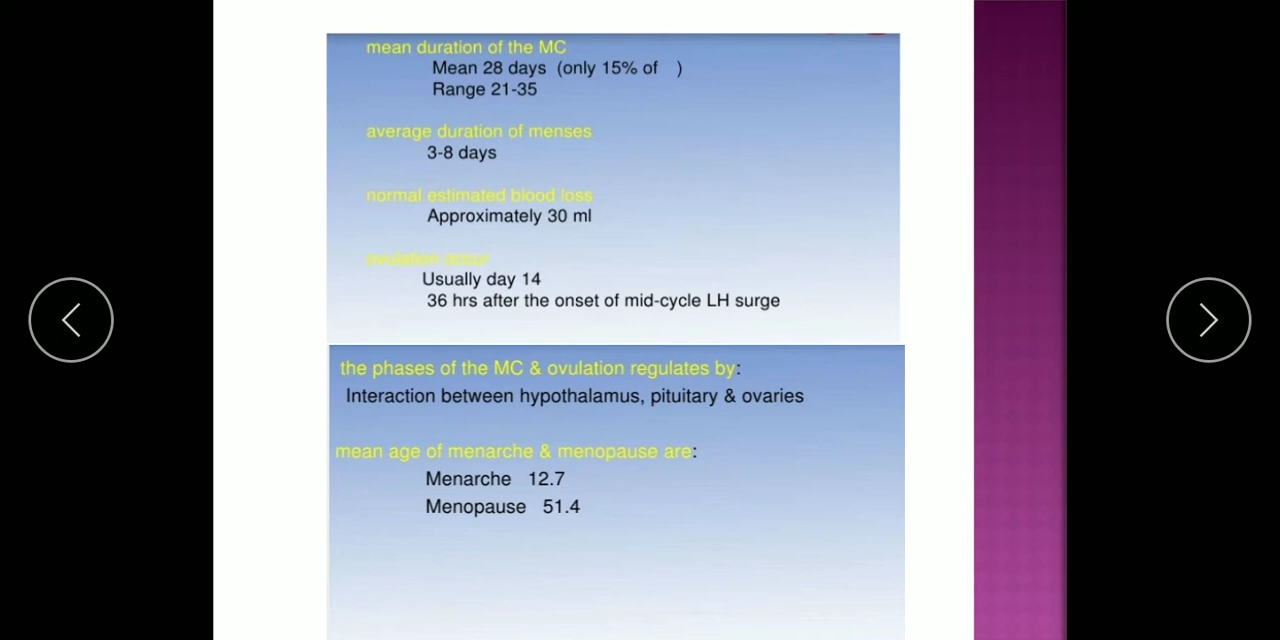 mean duration of the MC
Mean 28 days (only 15% of )
Range 21-35
average duration of menses
3-8 days
normal estimated blood loss
Approximately 30 ml
ovulation occur
Usually day 14
36 hrs after the onset of mid-cycle LH surge
the phases of the MC & ovulation regulates by:
Interaction between hypothalamus, pituitary & ovaries
mean age of menarche & menopause are:
Menarche 12.7
Menopause 51.4